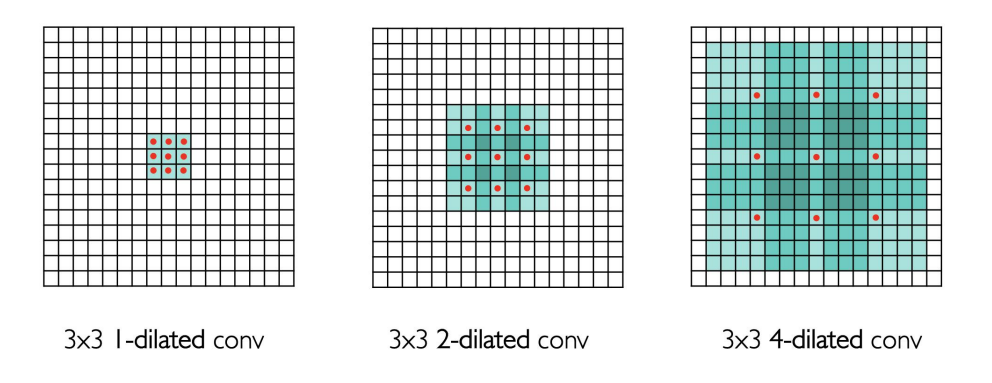 3x3 1-dilated conv
3x3 2-dilated conv
3x3 4-dilated conv